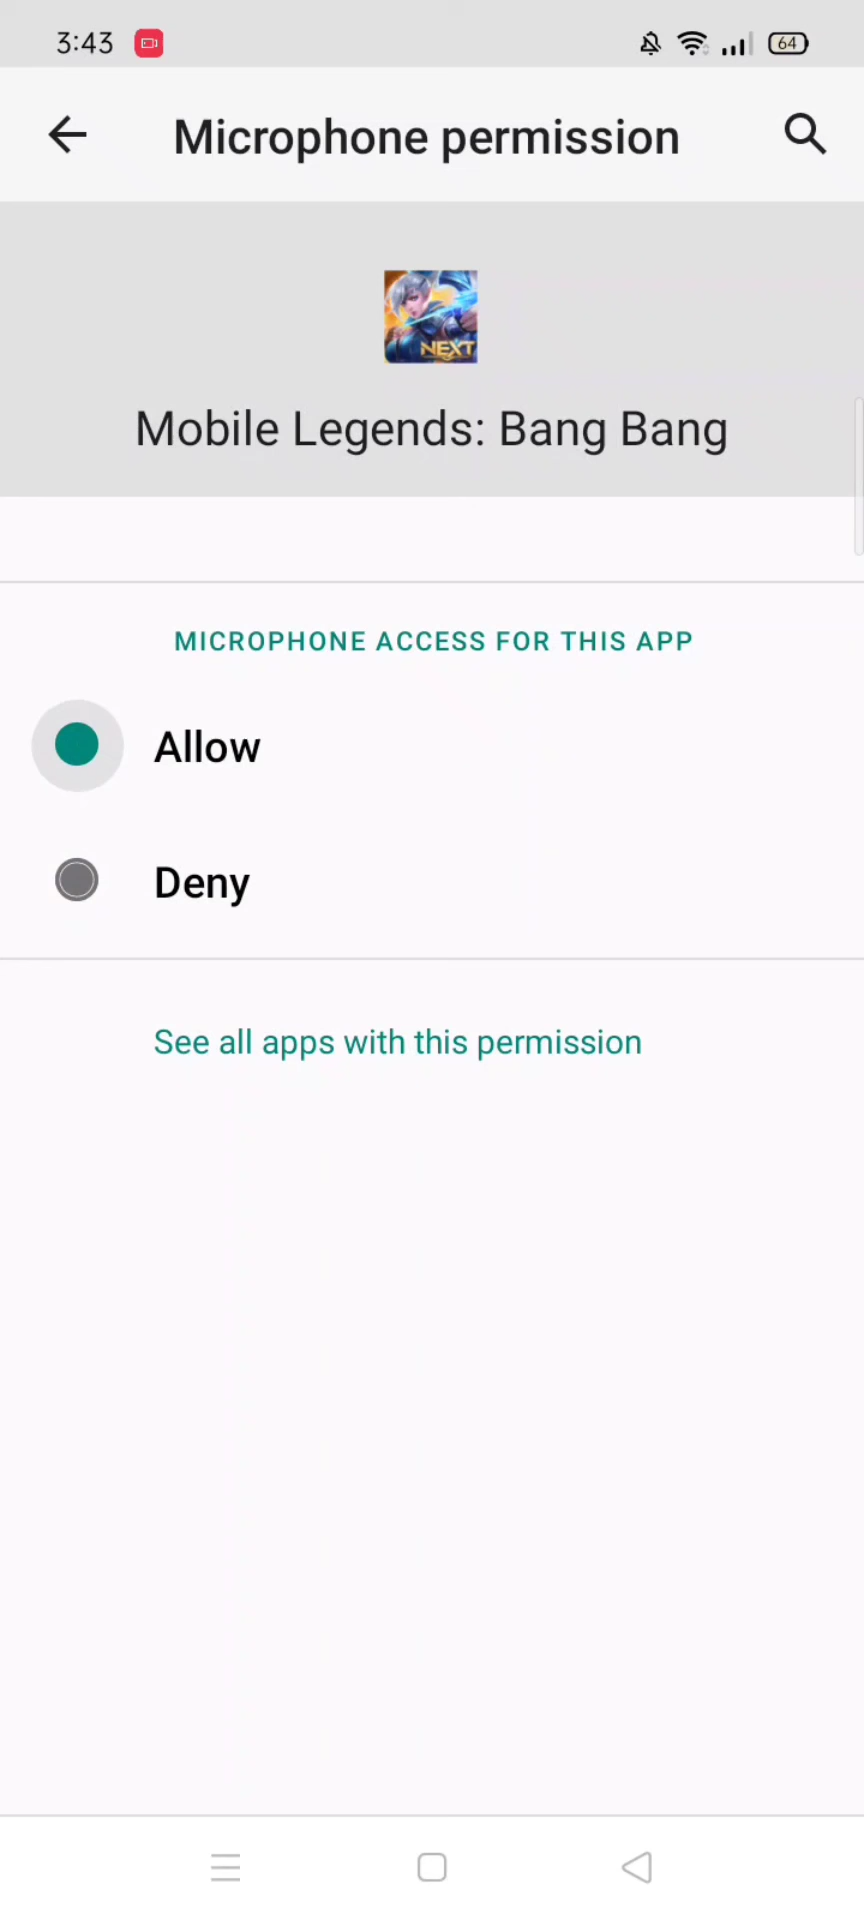 3:43
64
Microphone permission
NEXT
Mobile Legends: Bang Bang
MICROPHONE ACCESS FOR THIS APP
Allow
Deny
See all apps with this permission